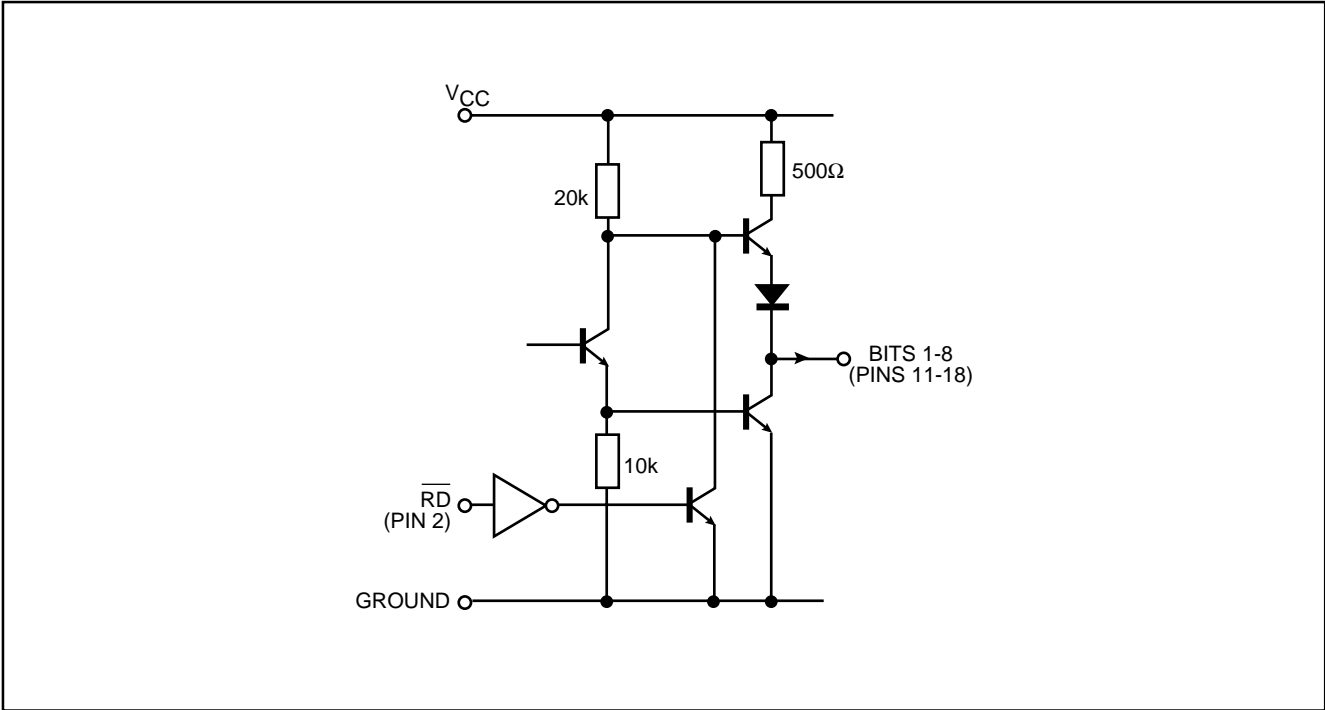 VCC
500Ω
20k
BITS 1-8
(PINS 11-18)
10k
RD
(PIN 2)
GROUND